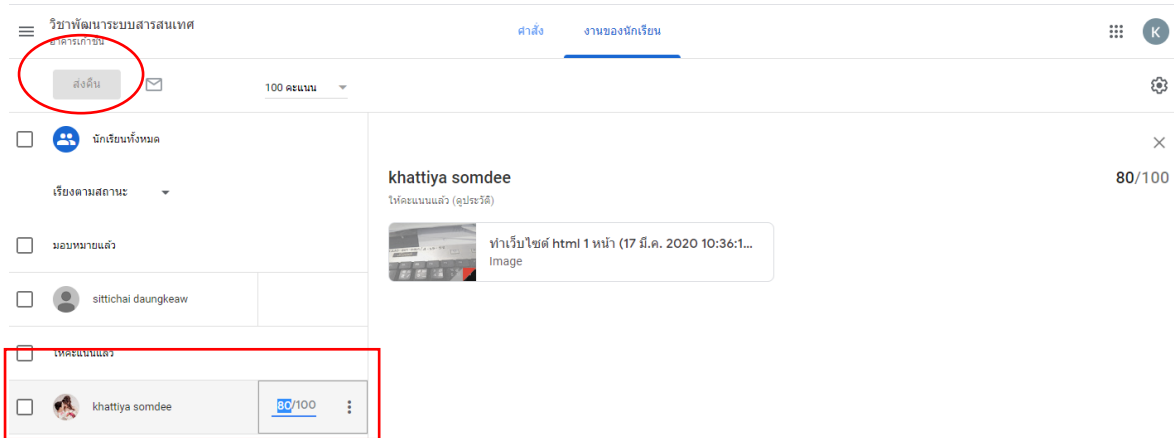 วิชาพัฒนาระบบสารสนเทศ
อาคารเก้าชั้น
คำสั่ง
งานของนักเรียน
K
ส่งคืน
100 คะแนน
นักเรียนทั้งหมด
เรียงตามสถานะ
มอบหมายแล้ว
sittichai daungkeaw
ให้คะแนนแล้ว
khattiya somdee
80/100
khattiya somdee
80/100
ให้คะแนนแล้ว (ดูประวัติ)
ทำเว็บไซต์ html 1 หน้า (17 มี.ค. 2020 10:36:1...
Image